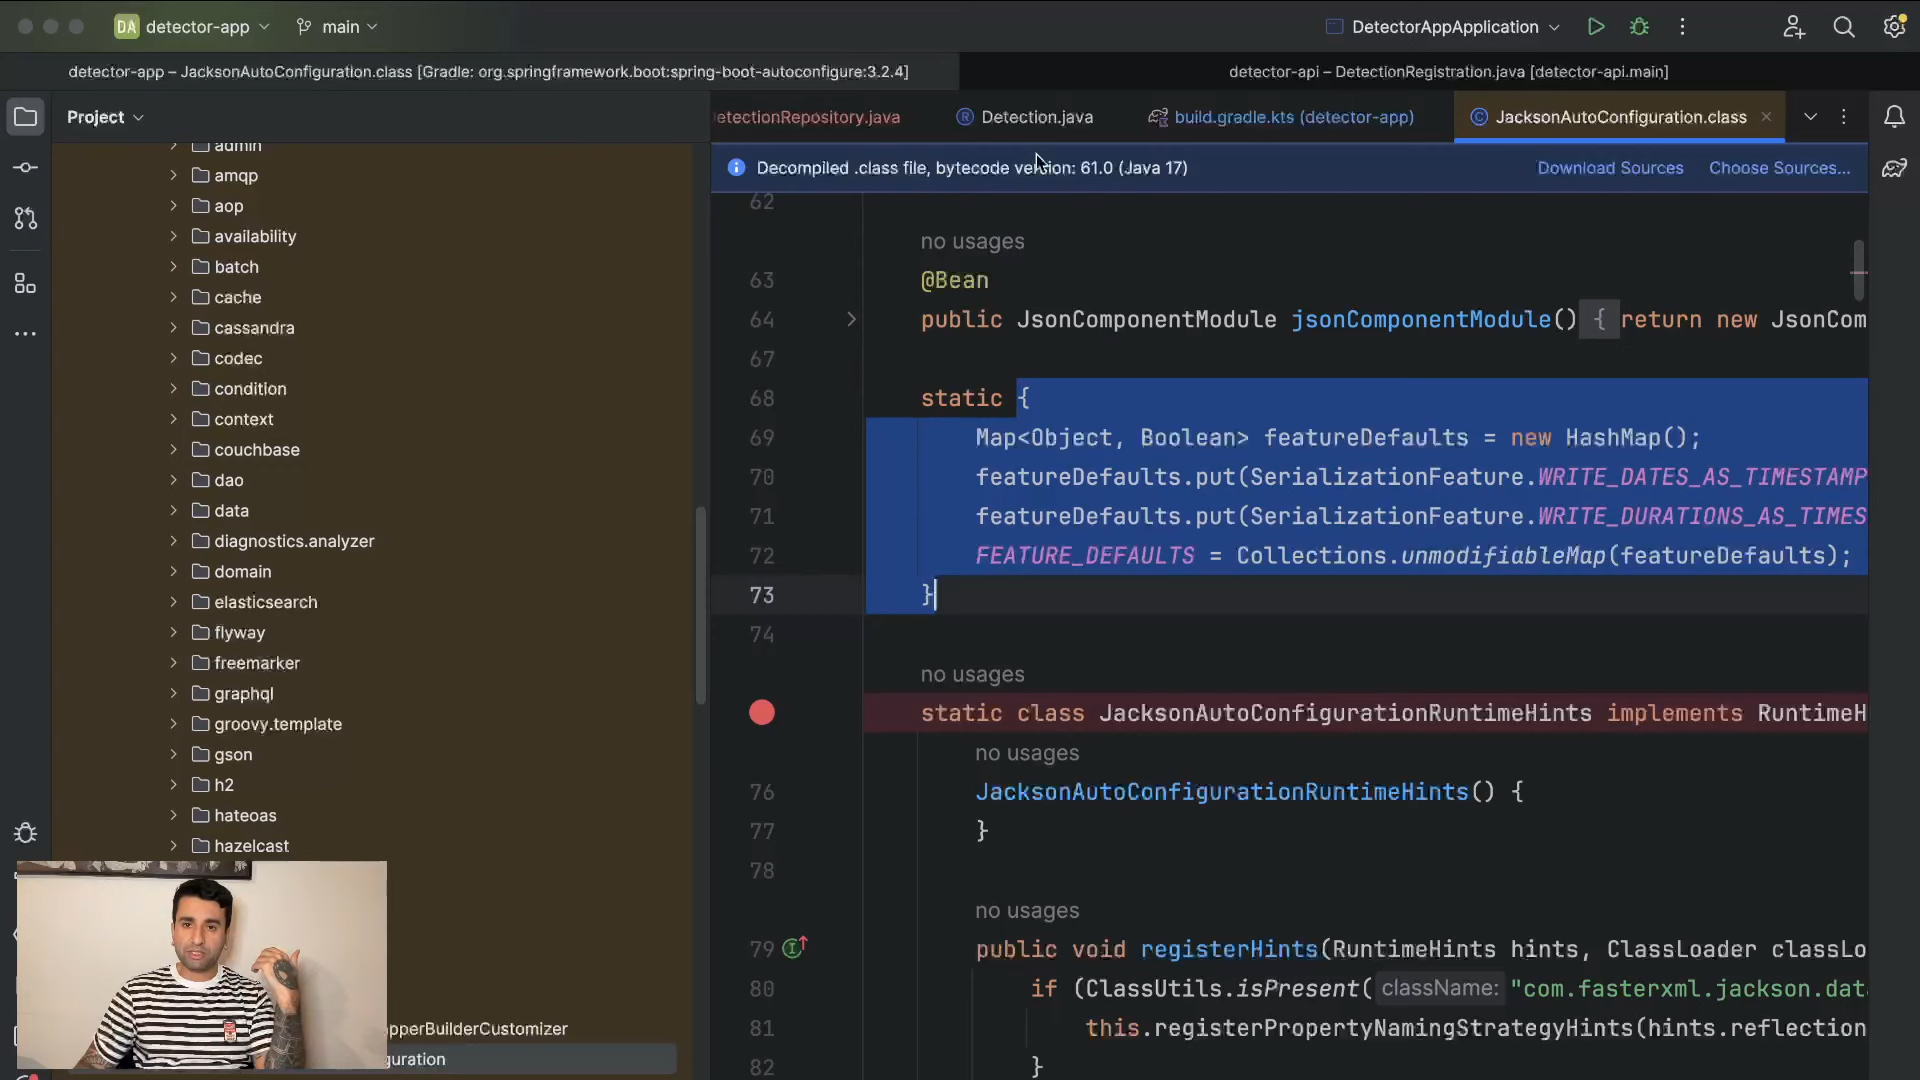 DA detector-app main DetectorAppApplication
detector-app – JacksonAutoConfiguration.class [Gradle: org.springframework.boot:spring-boot-autoconfigure:3.2.4]
detector-api – DetectionRegistration.java [detector-api.main]
Project
admin
amqp
aop
availability
batch
cache
cassandra
codec
condition
context
couchbase
dao
data
diagnostics.analyzer
domain
elasticsearch
flyway
freemarker
graphql
groovy.template
gson
h2
hateoas
hazelcast
pperBuilderCustomizer
guration
etectionRepository.java Detection.java build.gradle.kts (detector-app) JacksonAutoConfiguration.class
Decompiled .class file, bytecode version: 61.0 (Java 17) Download Sources Choose Sources...
62
no usages
63 @Bean
64 public JsonComponentModule jsonComponentModule() { return new JsonCom
67
68 static {
69 Map<Object, Boolean> featureDefaults = new HashMap();
70 featureDefaults.put(SerializationFeature.WRITE_DATES_AS_TIMESTAMP
71 featureDefaults.put(SerializationFeature.WRITE_DURATIONS_AS_TIMES
72 FEATURE_DEFAULTS = Collections.unmodifiableMap(featureDefaults);
73 }
74
no usages
static class JacksonAutoConfigurationRuntimeHints implements RuntimeH
no usages
76 JacksonAutoConfigurationRuntimeHints() {
77 }
78
no usages
79 public void registerHints(RuntimeHints hints, ClassLoader classLo
80 if (ClassUtils.isPresent( className: "com.fasterxml.jackson.dat
81 this.registerPropertyNamingStrategyHints(hints.reflection
82 }